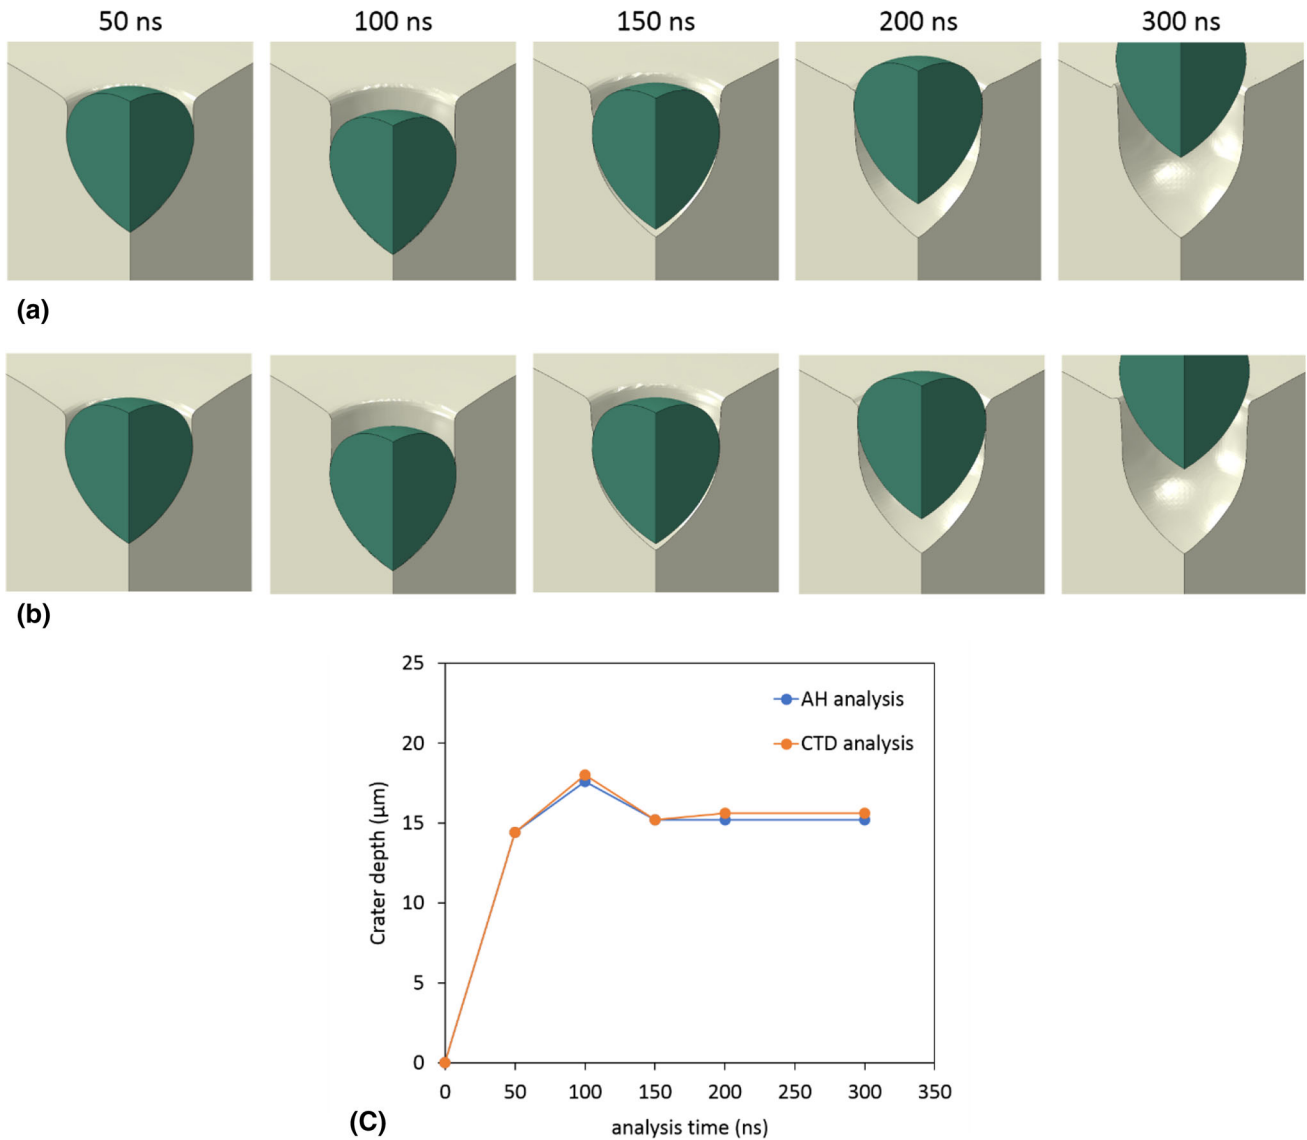 50 ns 100 ns 150 ns 200 ns 300 ns
(a)
(b)
25
20
15
10
5
0
Crater depth (μm)
AH analysis
CTD analysis
0 50 100 150 200 250 300 350
analysis time (ns)
(C)